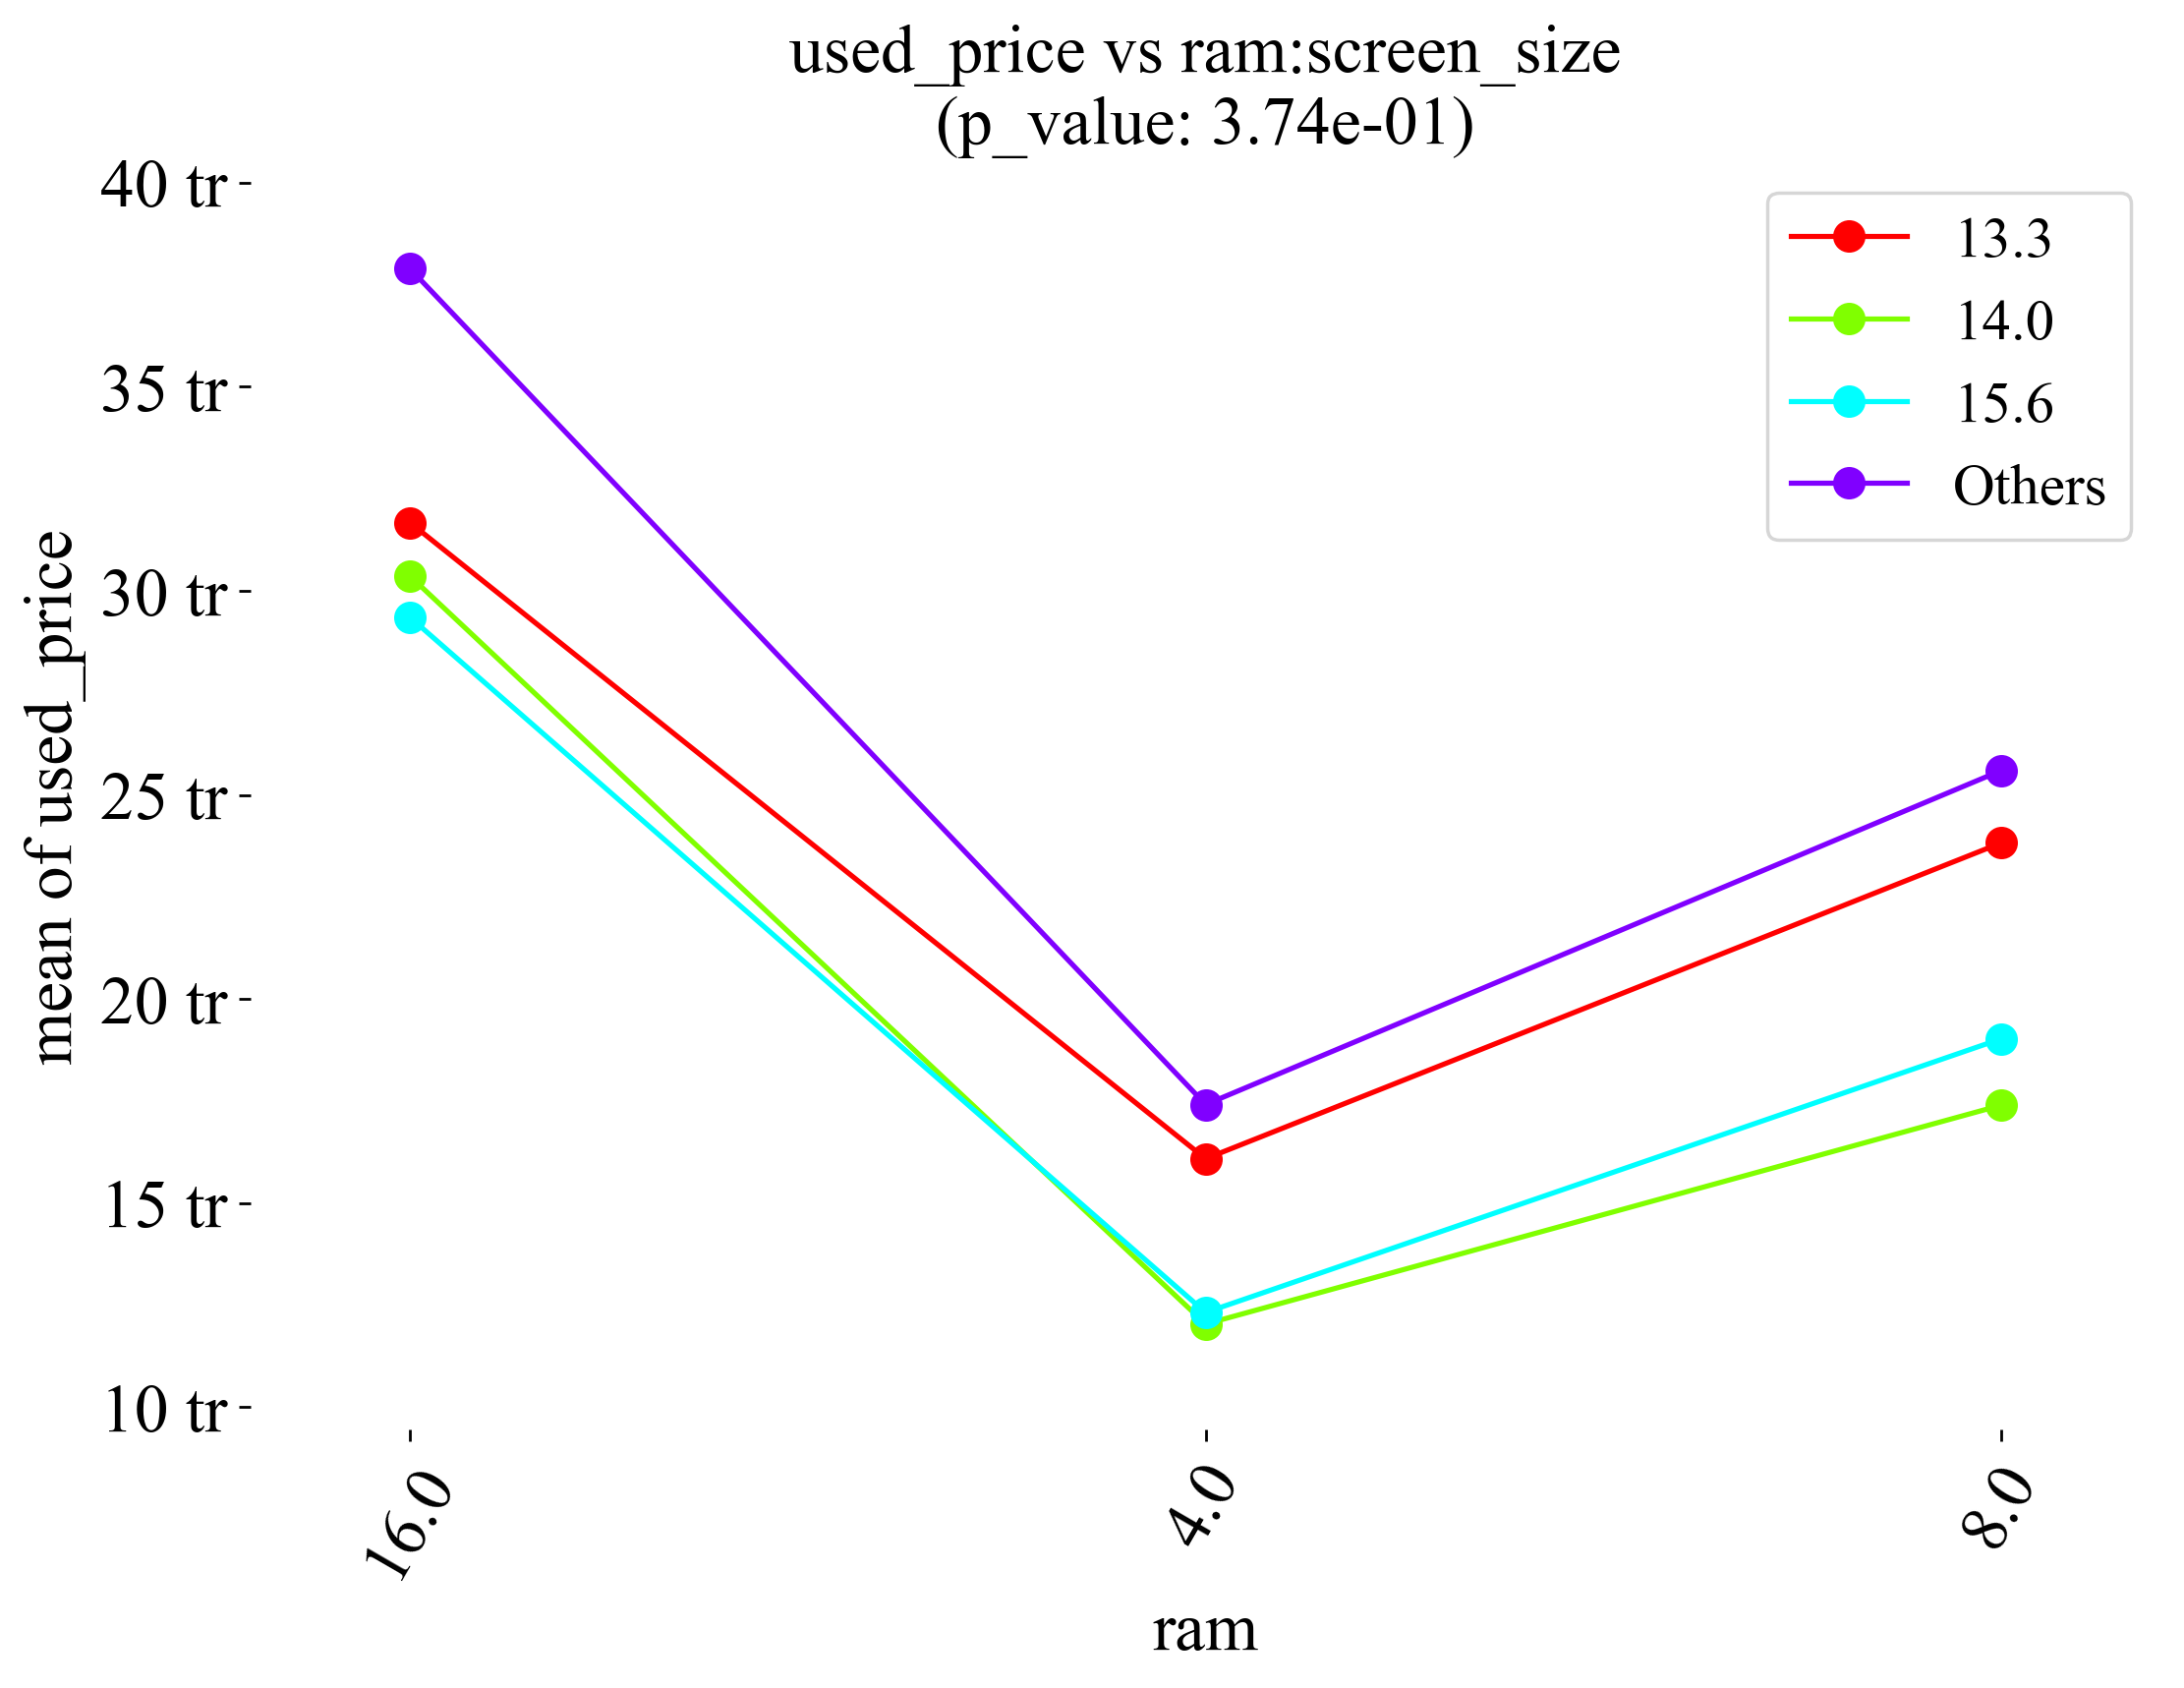 used_price vs ram:screen_size
(p_value: 3.74e-01)
40 tr
35 tr
30 tr
25 tr
20 tr
15 tr
10 tr
mean of used_price
13.3
14.0
15.6
Others
16.0
4.0
8.0
ram